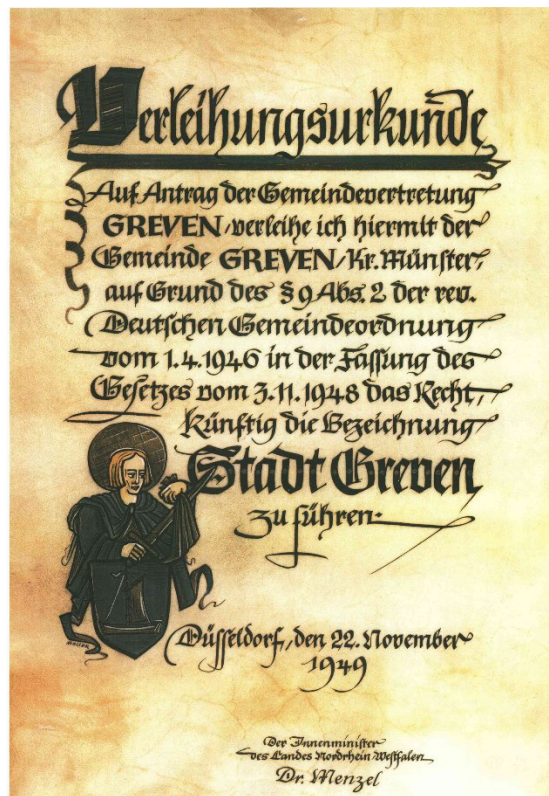 Verleihungsurkunde
Auf Antrag der Gemeindevertretung
GREVEN, verleihe ich hiermit der
Gemeinde GREVEN, Kr. Münster,
auf Grund des § 9 Abs. 2 der rev.
Deutschen Gemeindeordnung
vom 1.4.1946 in der Fassung des
Gesetzes vom 3.11.1948 das Recht,
künftig die Bezeichnung
Stadt Greven
zu führen.
Düsseldorf, den 22. November
1949
Der Innenminister
des Landes Nordrhein Westfalen
Dr. Menzel